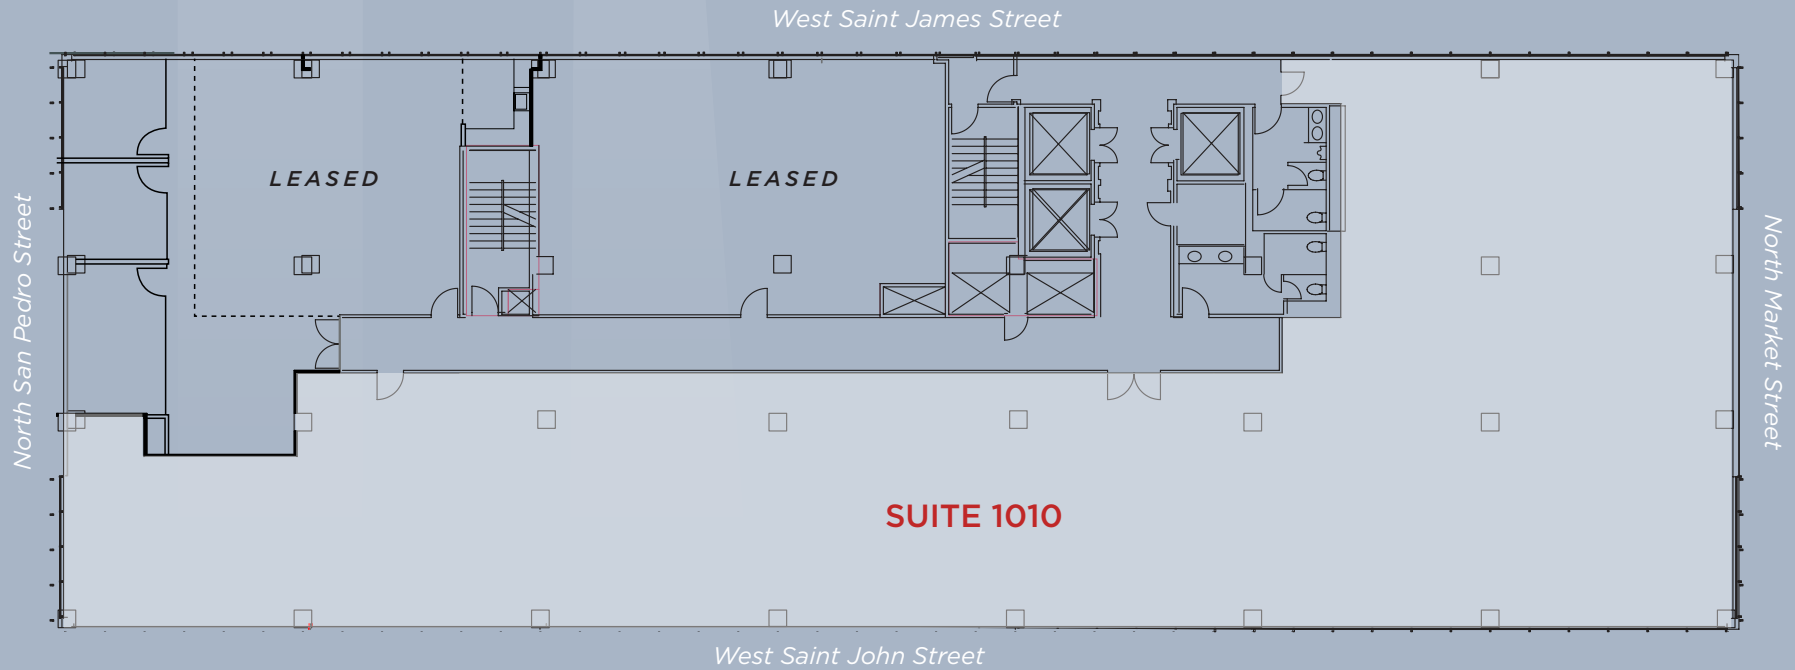 West Saint James Street
LEASED
LEASED
North San Pedro Street
North Market Street
SUITE 1010
West Saint John Street